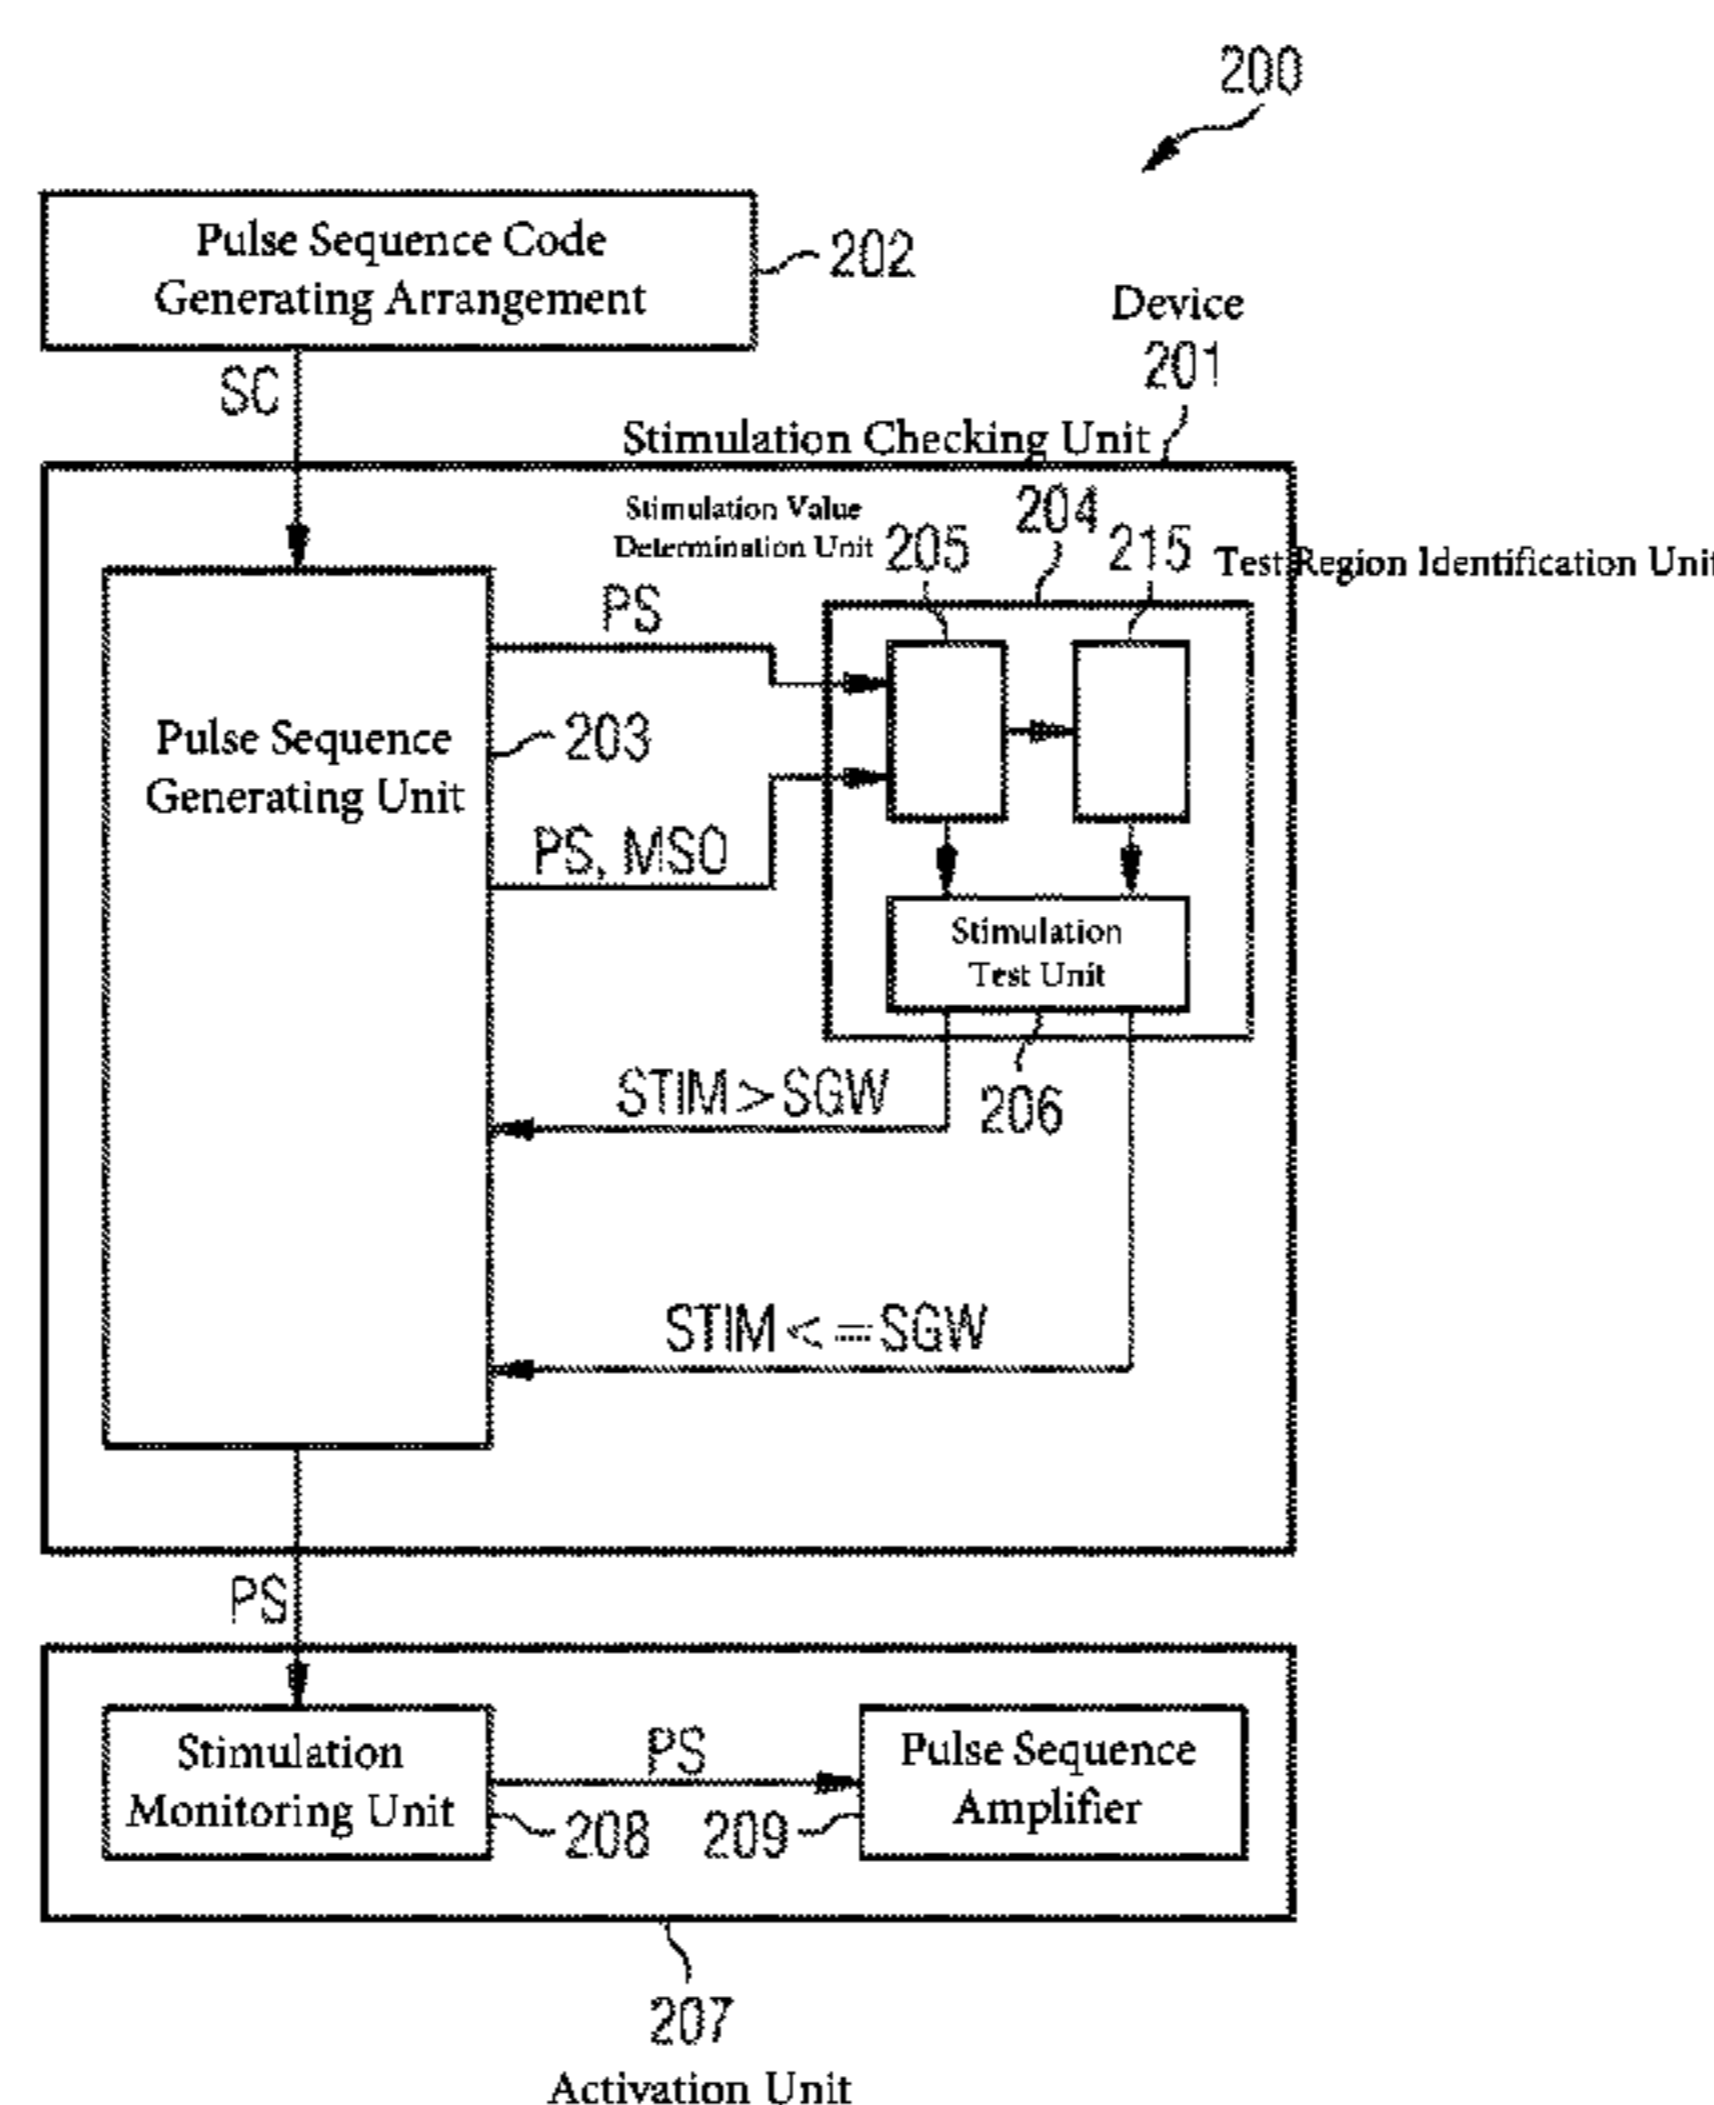 200
Pulse Sequence Code
Generating Arrangement
202
Device
201
SC
Stimulation Checking Unit
Stimulation Value
Determination Unit
204
205
215
Test Region Identification Unit
PS
Pulse Sequence
Generating Unit
203
PS, MSO
Stimulation
Test Unit
STIM>SGW
206
STIM<=SGW
PS
Stimulation
Monitoring Unit
PS
Pulse Sequence
Amplifier
208
209
207
Activation Unit